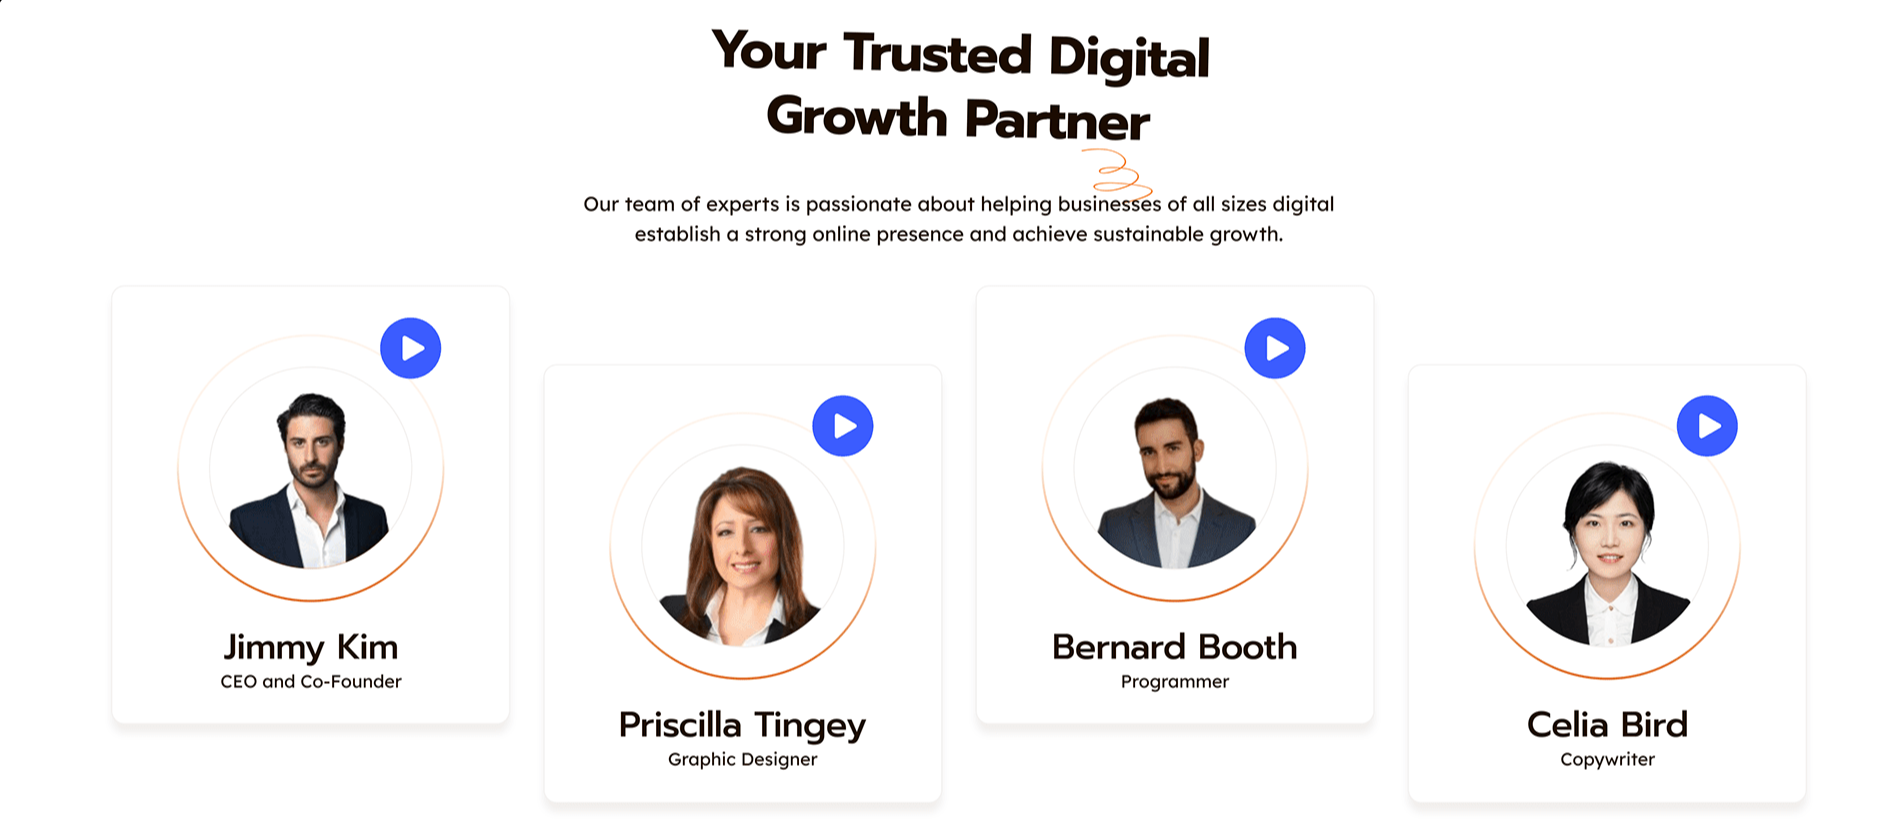 Your Trusted Digital
Growth Partner
Our team of experts is passionate about helping businesses of all sizes digital
establish a strong online presence and achieve sustainable growth.
Jimmy Kim
CEO and Co-Founder
Priscilla Tingey
Graphic Designer
Bernard Booth
Programmer
Celia Bird
Copywriter